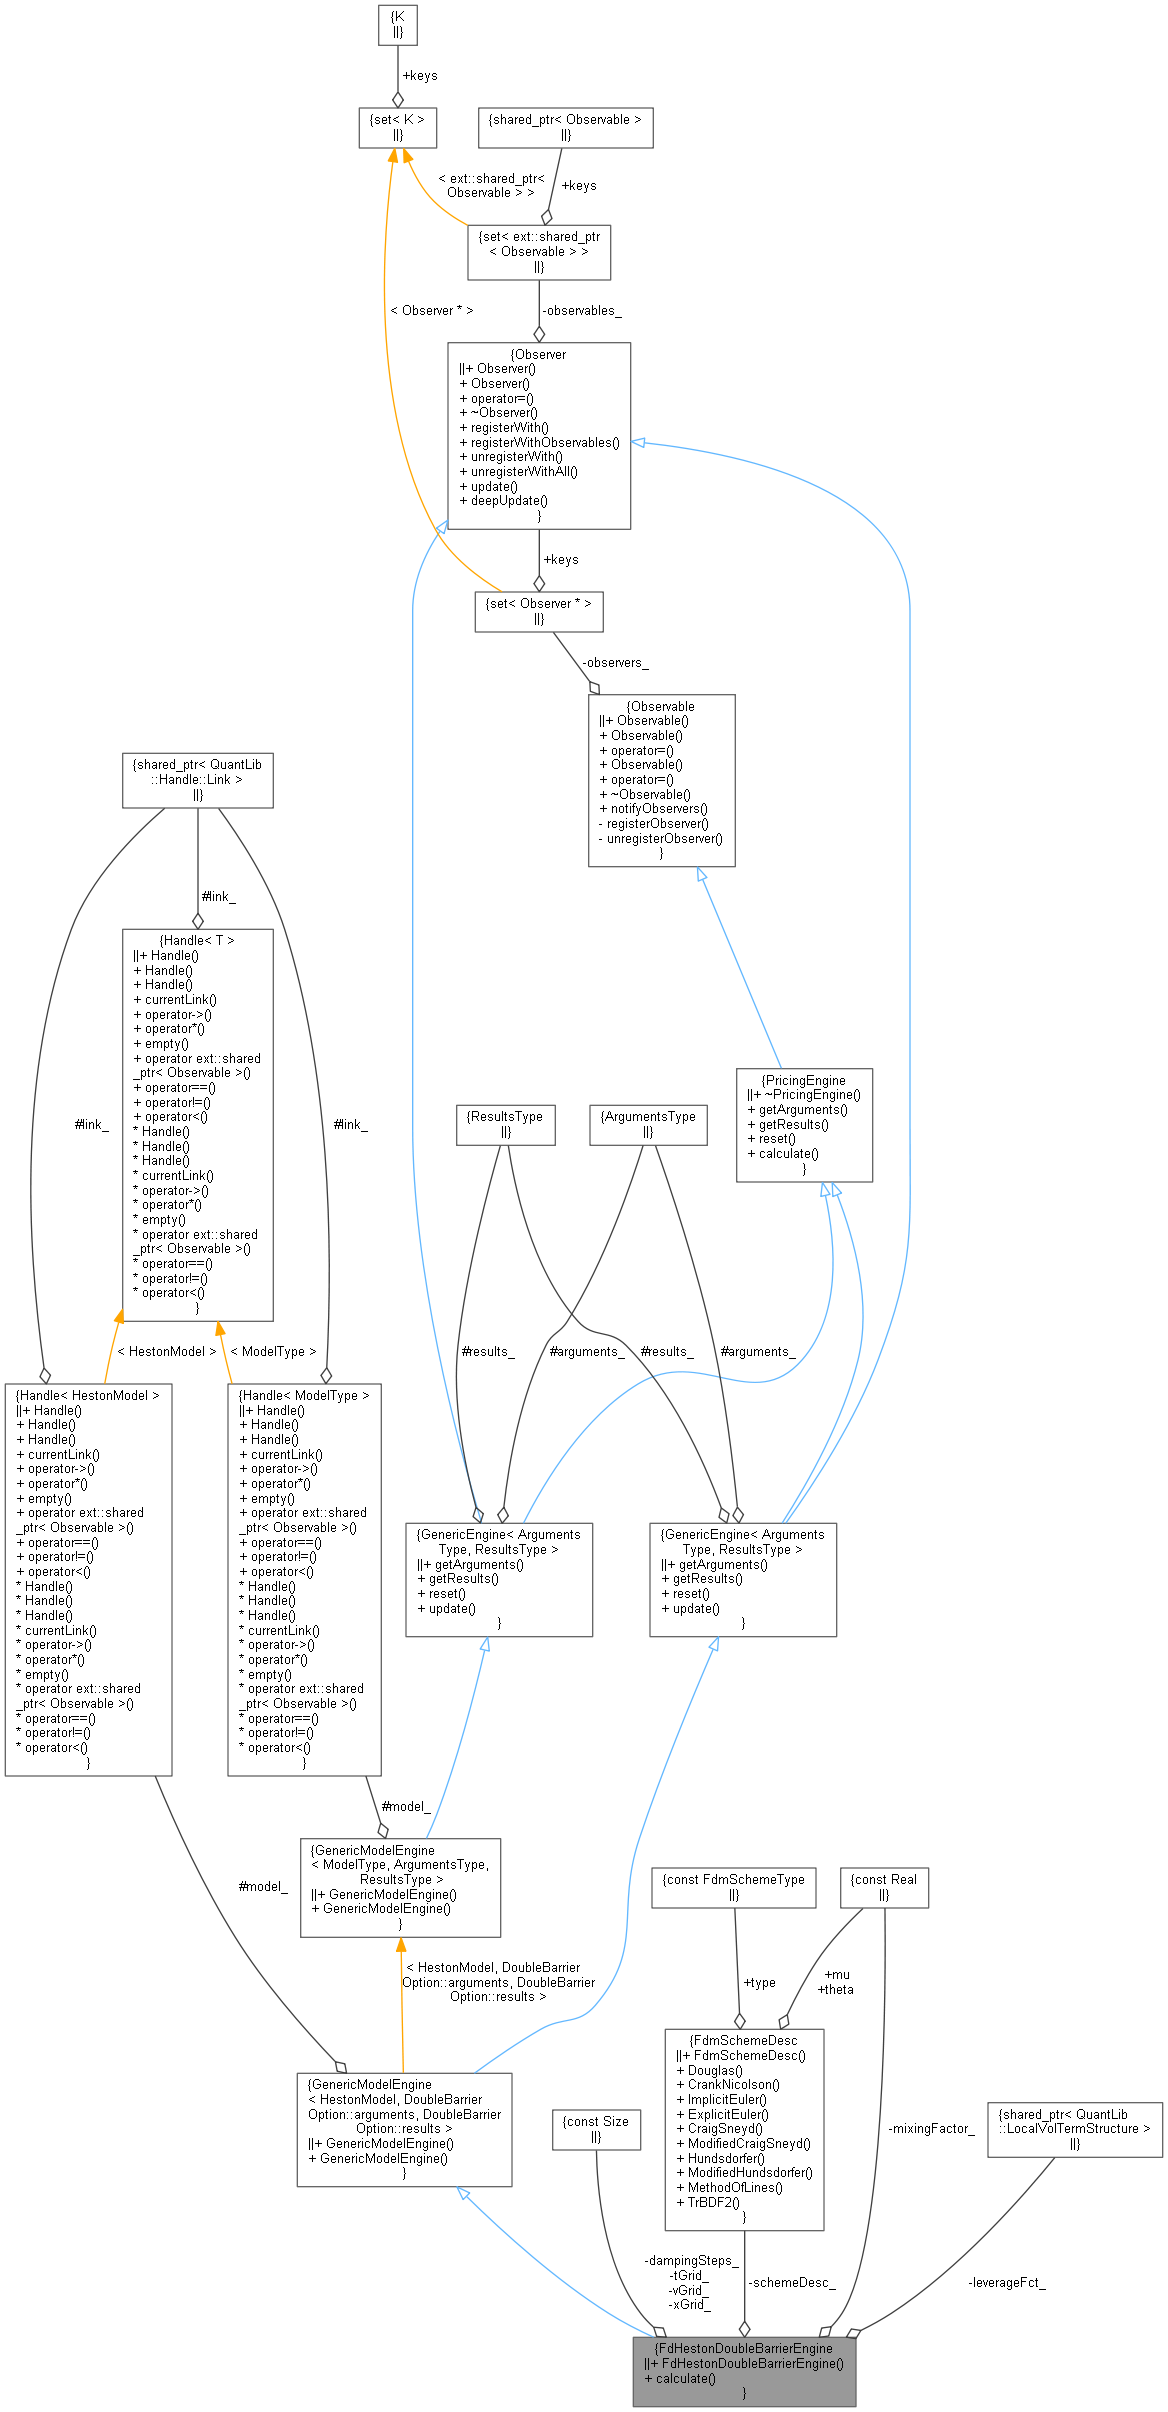 {K
||}
+keys
{set< K >
||}
{shared_ptr< Observable >
||}
< ext::shared_ptr<
Observable > >
+keys
{set< ext::shared_ptr
< Observable > >
||}
< Observer * >
-observables_
{Observer
||+ Observer()
+ Observer()
+ operator=()
+ ~Observer()
+ registerWith()
+ registerWithObservables()
+ unregisterWith()
+ unregisterWithAll()
+ update()
+ deepUpdate()
}
+keys
{set< Observer * >
||}
-observers_
{Observable
||+ Observable()
+ Observable()
+ operator=()
+ Observable()
+ operator=()
+ ~Observable()
+ notifyObservers()
- registerObserver()
- unregisterObserver()
}
{shared_ptr< QuantLib
::Handle::Link >
||}
#link_
{Handle< T >
||+ Handle()
+ Handle()
+ Handle()
+ currentLink()
+ operator->()
+ operator*()
+ empty()
+ operator ext::shared
_ptr< Observable >()
+ operator==()
+ operator!=()
+ operator<()
* Handle()
* Handle()
* Handle()
* currentLink()
* operator->()
* operator*()
* empty()
* operator ext::shared
_ptr< Observable >()
* operator==()
* operator!=()
* operator<()
}
#link_
#link_
{PricingEngine
||+ ~PricingEngine()
+ getArguments()
+ getResults()
+ reset()
+ calculate()
}
{ResultsType
||}
{ArgumentsType
||}
< HestonModel >
< ModelType >
#results_
#arguments_
#results_
#arguments_
{Handle< HestonModel >
||+ Handle()
+ Handle()
+ Handle()
+ currentLink()
+ operator->()
+ operator*()
+ empty()
+ operator ext::shared
_ptr< Observable >()
+ operator==()
+ operator!=()
+ operator<()
* Handle()
* Handle()
* Handle()
* currentLink()
* operator->()
* operator*()
* empty()
* operator ext::shared
_ptr< Observable >()
* operator==()
* operator!=()
* operator<()
}
{Handle< ModelType >
||+ Handle()
+ Handle()
+ Handle()
+ currentLink()
+ operator->()
+ operator*()
+ empty()
+ operator ext::shared
_ptr< Observable >()
+ operator==()
+ operator!=()
+ operator<()
* Handle()
* Handle()
* Handle()
* currentLink()
* operator->()
* operator*()
* empty()
* operator ext::shared
_ptr< Observable >()
* operator==()
* operator!=()
* operator<()
}
{GenericEngine< Arguments
Type, ResultsType >
||+ getArguments()
+ getResults()
+ reset()
+ update()
}
{GenericEngine< Arguments
Type, ResultsType >
||+ getArguments()
+ getResults()
+ reset()
+ update()
}
#model_
#model_
{GenericModelEngine
< ModelType, ArgumentsType,
ResultsType >
||+ GenericModelEngine()
+ GenericModelEngine()
}
{const FdmSchemeType
||}
{const Real
||}
< HestonModel, DoubleBarrier
Option::arguments, DoubleBarrier
Option::results >
+type
+mu
+theta
{GenericModelEngine
< HestonModel, DoubleBarrier
Option::arguments, DoubleBarrier
Option::results >
||+ GenericModelEngine()
+ GenericModelEngine()
}
{const Size
||}
{FdmSchemeDesc
||+ FdmSchemeDesc()
+ Douglas()
+ CrankNicolson()
+ ImplicitEuler()
+ ExplicitEuler()
+ CraigSneyd()
+ ModifiedCraigSneyd()
+ Hundsdorfer()
+ ModifiedHundsdorfer()
+ MethodOfLines()
+ TrBDF2()
}
-mixingFactor_
{shared_ptr< QuantLib
::LocalVolTermStructure >
||}
-dampingSteps_
-tGrid_
-vGrid_
-xGrid_
-schemeDesc_
-leverageFct_
{FdHestonDoubleBarrierEngine
||+ FdHestonDoubleBarrierEngine()
+ calculate()
}